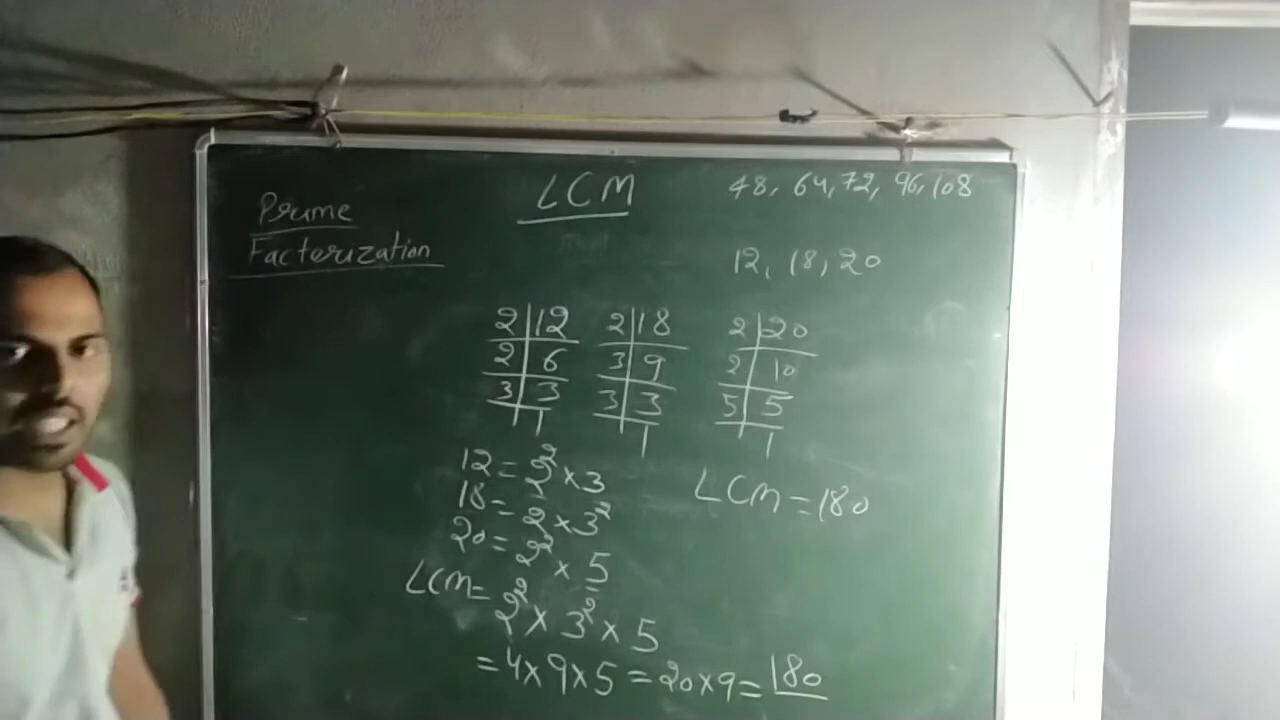 LCM
48, 64, 72, 96, 108
Prime
Factorization
12, 18, 20
2 | 12
2 | 6
3 | 3
1
2 | 18
3 | 9
3 | 3
1
2 | 20
2 | 10
5 | 5
1
12 = 2² × 3
18 = 2 × 3²
20 = 2² × 5
LCM = 2² × 3² × 5
= 4 × 9 × 5 = 20 × 9 = 180
LCM = 180